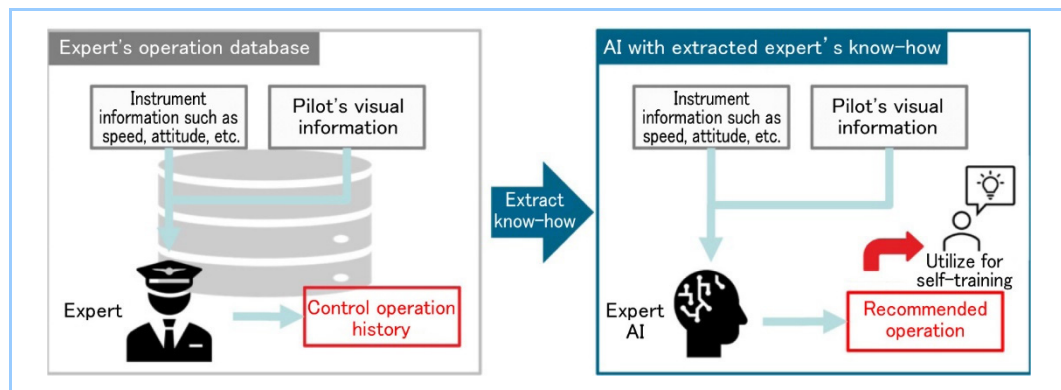 Expert's operation database
Instrument
information such as
speed, attitude, etc.
Pilot's visual
information
Expert
Control operation
history
Extract
know-how
AI with extracted expert’s know-how
Instrument
information such as
speed, attitude, etc.
Pilot's visual
information
Utilize for
self-training
Expert
AI
Recommended
operation